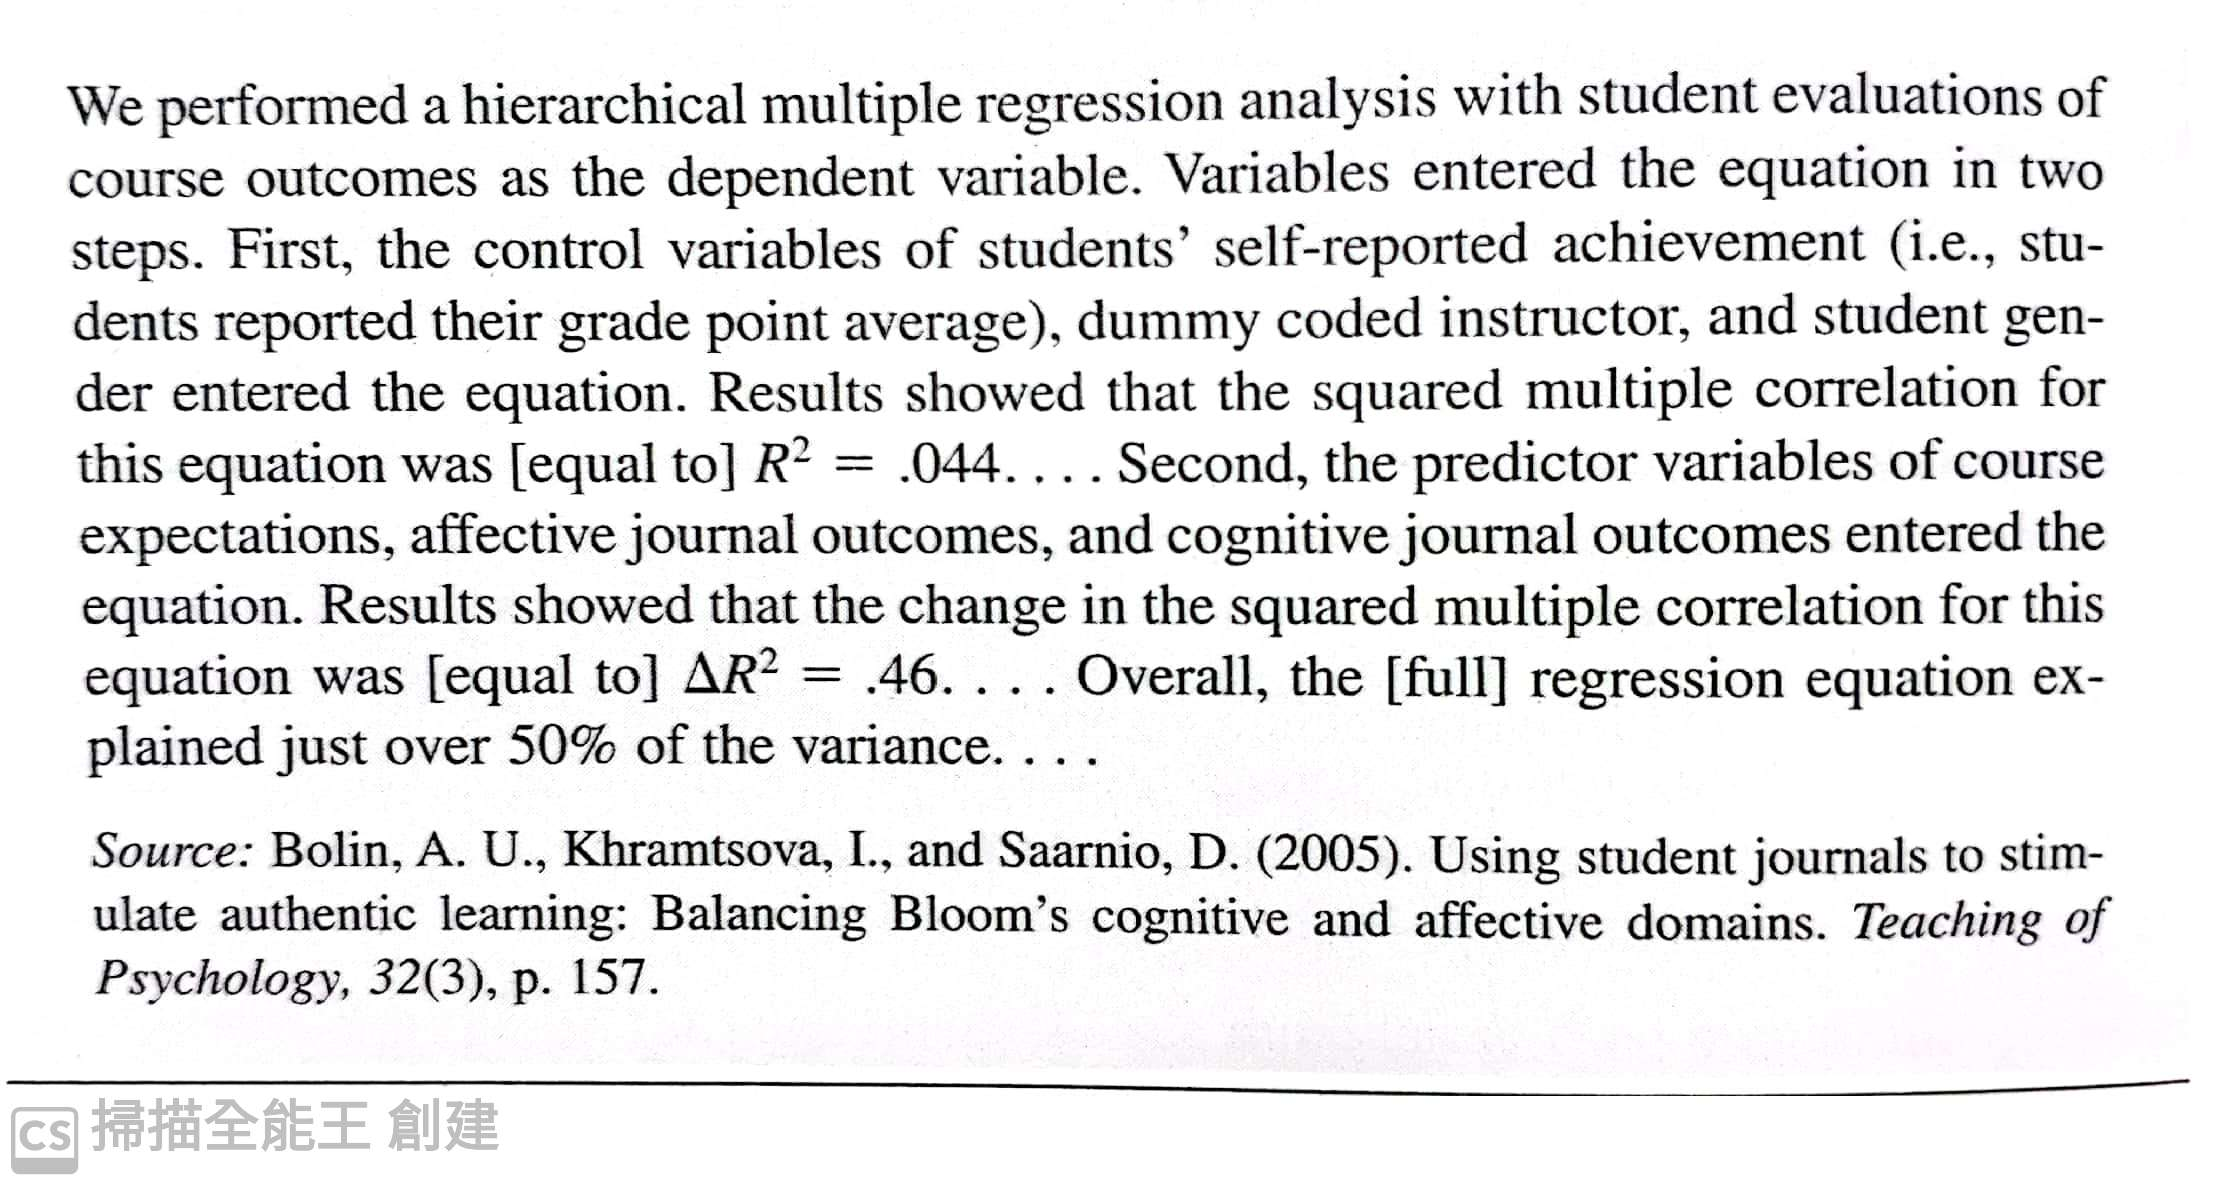 We performed a hierarchical multiple regression analysis with student evaluations of
course outcomes as the dependent variable. Variables entered the equation in two
steps. First, the control variables of students’ self-reported achievement (i.e., stu-
dents reported their grade point average), dummy coded instructor, and student gen-
der entered the equation. Results showed that the squared multiple correlation for
this equation was [equal to] R² = .044. . . . Second, the predictor variables of course
expectations, affective journal outcomes, and cognitive journal outcomes entered the
equation. Results showed that the change in the squared multiple correlation for this
equation was [equal to] ΔR² = .46. . . . Overall, the [full] regression equation ex-
plained just over 50% of the variance. . . .
Source: Bolin, A. U., Khramtsova, I., and Saarnio, D. (2005). Using student journals to stim-
ulate authentic learning: Balancing Bloom’s cognitive and affective domains. Teaching of
Psychology, 32(3), p. 157.
CS 掃描全能王 創建